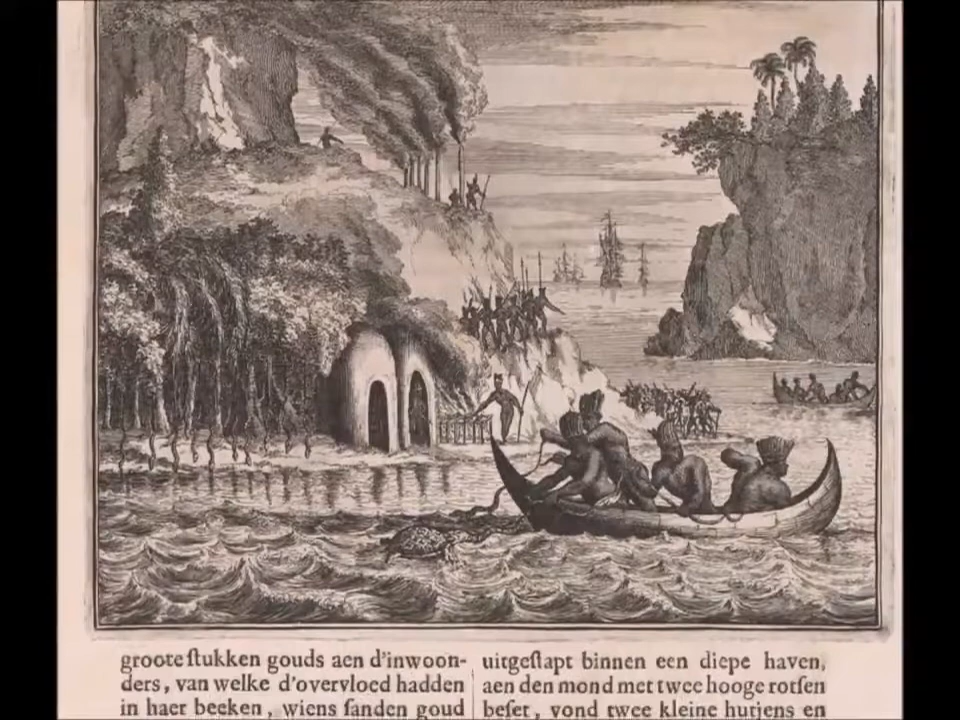 groote ſtukken gouds aen d'inwoon-
ders, van welke d'overvloed hadden
in haer beeken, wiens ſanden goud
uitgeſtapt binnen een diepe haven,
aen den mond met twee hooge rotſen
beſet, vond twee kleine hutjens en